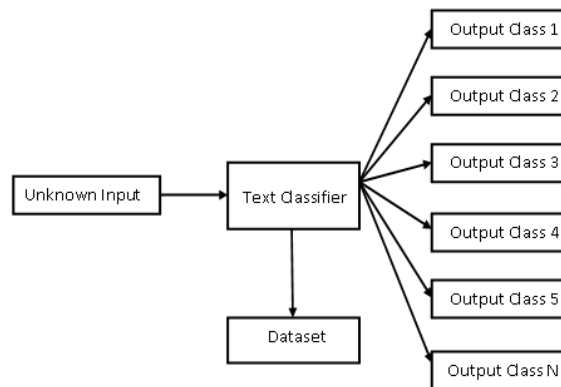 Output Class 1
Output Class 2
Output Class 3
Unknown Input
Text Classifier
Output Class 4
Output Class 5
Dataset
Output Class N